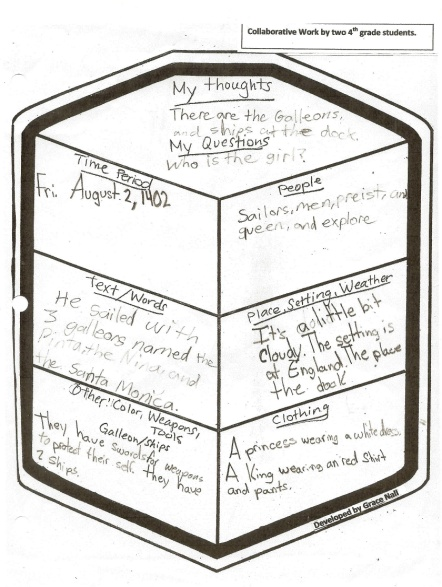 Collaborative Work by two 4th grade students.
My thoughts
There are the Galleons,
and ships at the dock.
My Questions
Who is the girl?
Time Period
Fri. August 2, 1402
People
Sailors, men, preist, and
queen, and explore
Text/Words
He sailed with
3 galleons named the
Pinta, the Nina, and
the Santa Monica.
Place, Setting, Weather
It's a little bit
cloudy. The setting is
at England. The place
the dock
Other: Color, Weapons,
Tools
Galleon/ships
They have swords for weapons
to protect their self. They have
2 ships.
Clothing
A princess wearing a white dress.
A King wearing an red shirt
and pants.
Developed by Grace Nall